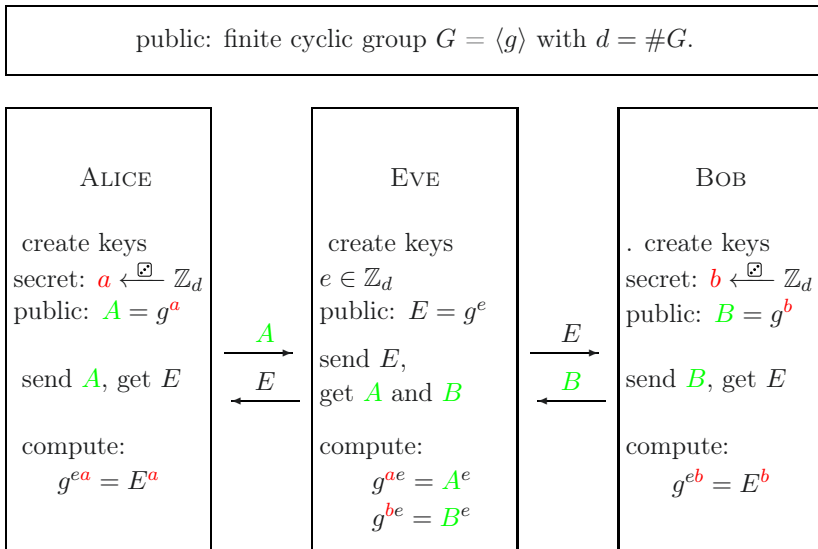 public: finite cyclic group G = ⟨g⟩ with d = #G.
ALICE
create keys
secret: a ⟵⚂ ℤ_d
public: A = g^a
send A, get E
compute:
g^{ea} = E^a
A
E
EVE
create keys
e ∈ ℤ_d
public: E = g^e
send E,
get A and B
compute:
g^{ae} = A^e
g^{be} = B^e
E
B
BOB
. create keys
secret: b ⟵⚂ ℤ_d
public: B = g^b
send B, get E
compute:
g^{eb} = E^b